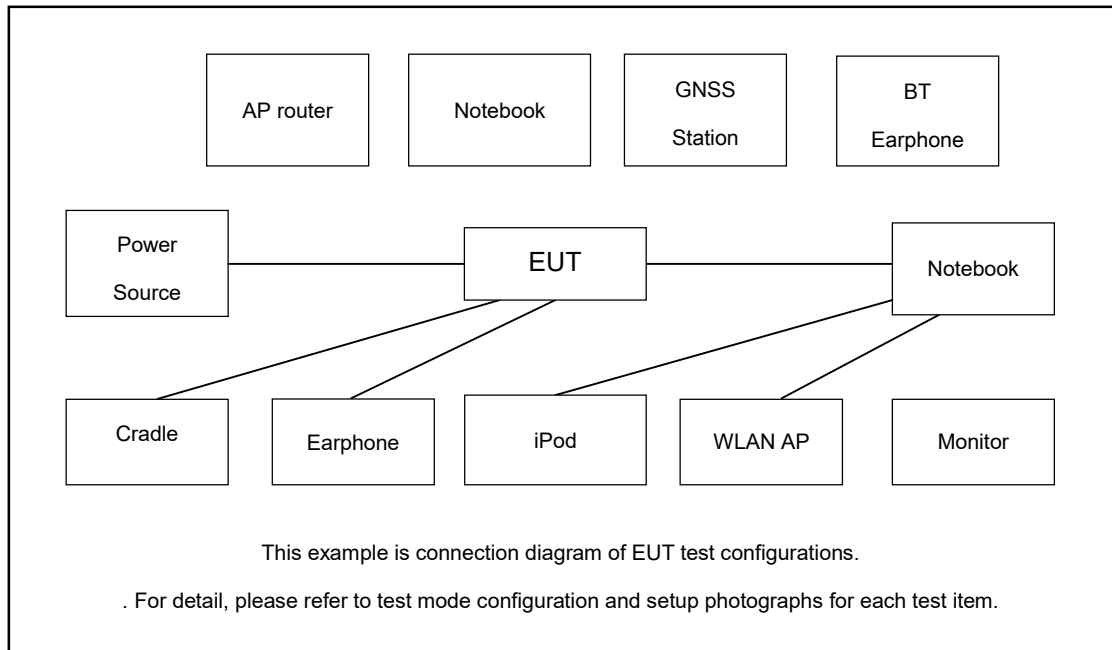 AP router
Notebook
GNSS
Station
BT
Earphone
Power
Source
EUT
Notebook
Cradle
Earphone
iPod
WLAN AP
Monitor
This example is connection diagram of EUT test configurations.
. For detail, please refer to test mode configuration and setup photographs for each test item.